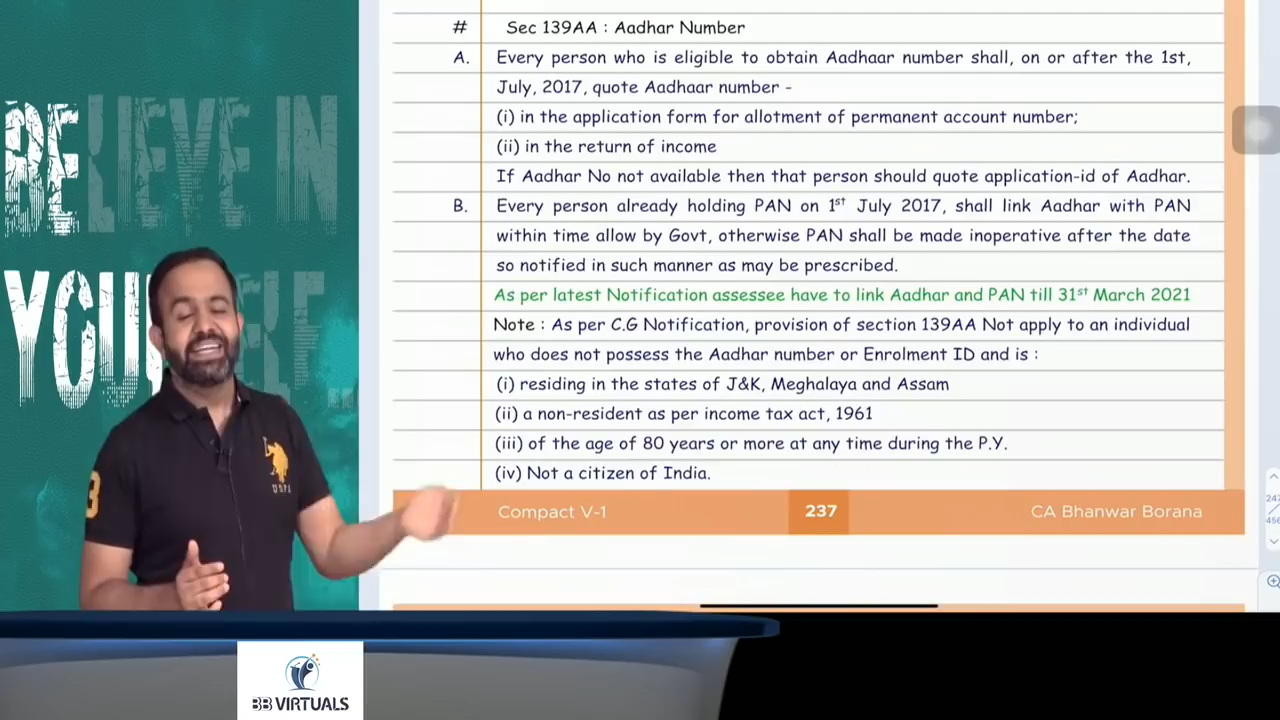 BELIEVE IN
YOURSELF...
3
U.S.P.A.
# Sec 139AA : Aadhar Number
A. Every person who is eligible to obtain Aadhaar number shall, on or after the 1st,
July, 2017, quote Aadhaar number -
(i) in the application form for allotment of permanent account number;
(ii) in the return of income
If Aadhar No not available then that person should quote application-id of Aadhar.
B. Every person already holding PAN on 1st July 2017, shall link Aadhar with PAN
within time allow by Govt, otherwise PAN shall be made inoperative after the date
so notified in such manner as may be prescribed.
As per latest Notification assessee have to link Aadhar and PAN till 31st March 2021
Note : As per C.G Notification, provision of section 139AA Not apply to an individual
who does not possess the Aadhar number or Enrolment ID and is :
(i) residing in the states of J&K, Meghalaya and Assam
(ii) a non-resident as per income tax act, 1961
(iii) of the age of 80 years or more at any time during the P.Y.
(iv) Not a citizen of India.
Compact V-1 237 CA Bhanwar Borana
247
456
BB VIRTUALS